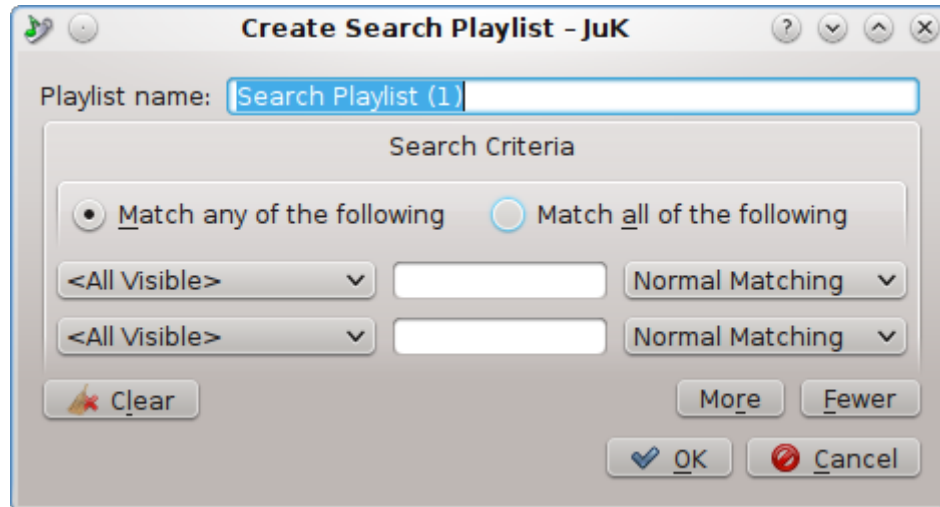 Create Search Playlist – JuK
Playlist name: Search Playlist (1)
Search Criteria
Match any of the following Match all of the following
<All Visible> Normal Matching
<All Visible> Normal Matching
Clear More Fewer
OK Cancel